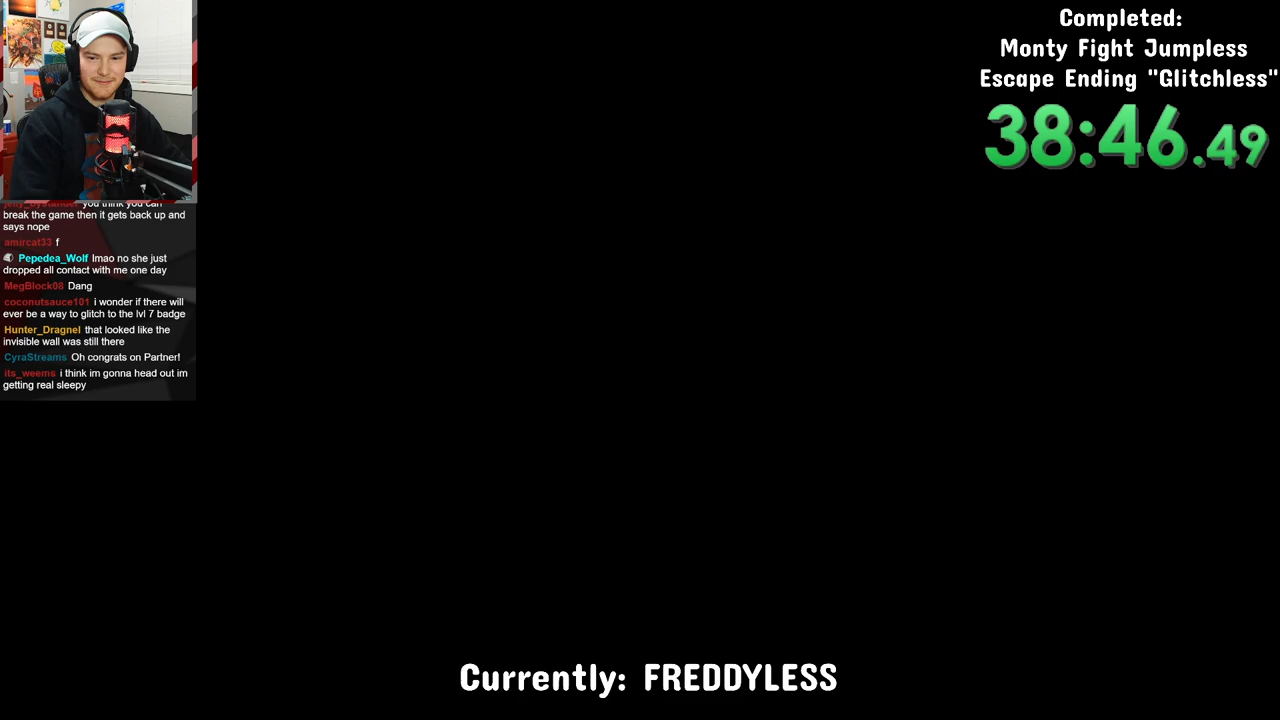 Completed:
Monty Fight Jumpless
Escape Ending "Glitchless"
38:46.49
jelly_bystander you think you can
break the game then it gets back up and
says nope
amircat33 f
Pepedea_Wolf lmao no she just
dropped all contact with me one day
MegBlock08 Dang
coconutsauce101 i wonder if there will
ever be a way to glitch to the lvl 7 badge
Hunter_Dragnel that looked like the
invisible wall was still there
CyraStreams Oh congrats on Partner!
its_weems i think im gonna head out im
getting real sleepy
Currently: FREDDYLESS